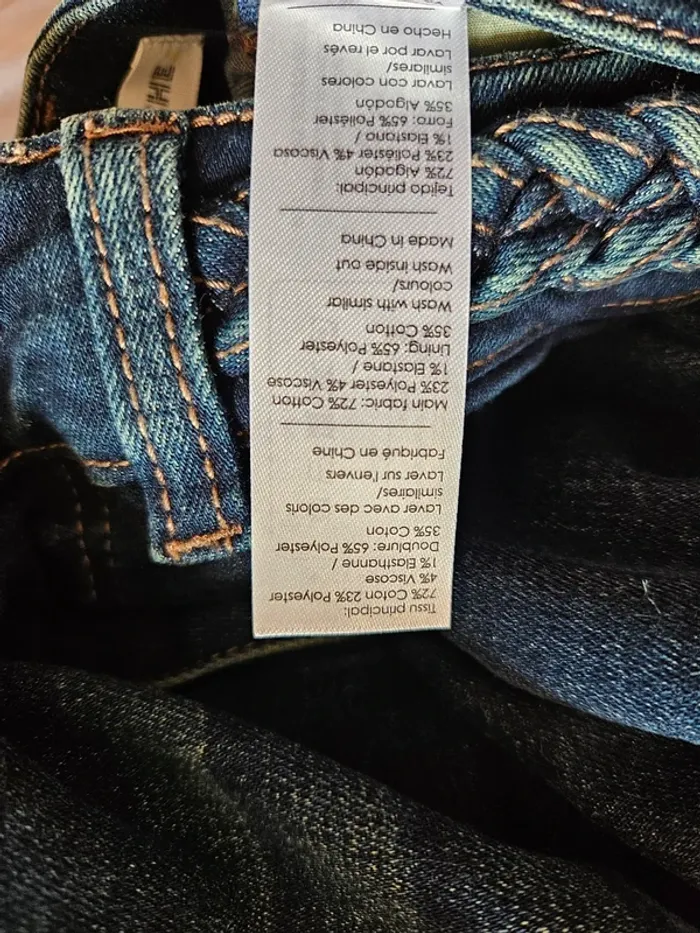 Tissu principal:
72% Coton 23% Polyester
4% Viscose
1% Elasthanne /
Doublure: 65% Polyester
35% Coton
Laver avec des coloris
similaires/
Laver sur l'envers
Fabriqué en Chine
Main fabric: 72% Cotton
23% Polyester 4% Viscose
1% Elastane /
Lining: 65% Polyester
35% Cotton
Wash with similar
colours/
Wash inside out
Made in China
Tejido principal:
72% Algodón
23% Poliéster 4% Viscosa
1% Elastano /
Forro: 65% Poliéster
35% Algodón
Lavar con colores
similares/
Lavar por el revés
Hecho en China